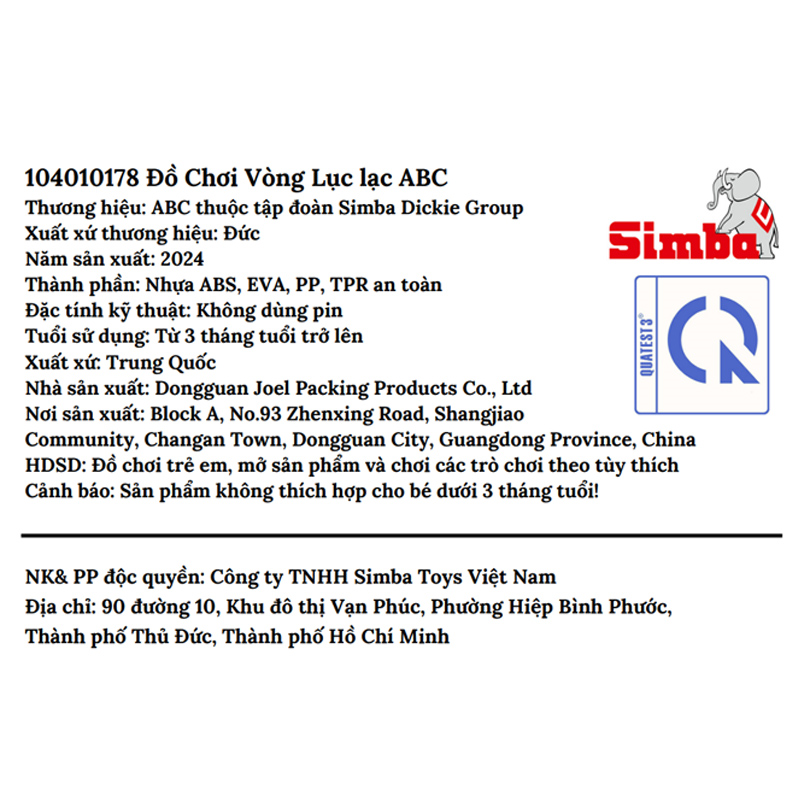 104010178 Đồ Chơi Vòng Lục lạc ABC
Thương hiệu: ABC thuộc tập đoàn Simba Dickie Group
Xuất xứ thương hiệu: Đức
Năm sản xuất: 2024
Thành phần: Nhựa ABS, EVA, PP, TPR an toàn
Đặc tính kỹ thuật: Không dùng pin
Tuổi sử dụng: Từ 3 tháng tuổi trở lên
Xuất xứ: Trung Quốc
Nhà sản xuất: Dongguan Joel Packing Products Co., Ltd
Nơi sản xuất: Block A, No.93 Zhenxing Road, Shangjiao
Community, Changan Town, Dongguan City, Guangdong Province, China
HDSD: Đồ chơi trẻ em, mở sản phẩm và chơi các trò chơi theo tùy thích
Cảnh báo: Sản phẩm không thích hợp cho bé dưới 3 tháng tuổi!
Simba
QUATEST 3®
NK& PP độc quyền: Công ty TNHH Simba Toys Việt Nam
Địa chỉ: 90 đường 10, Khu đô thị Vạn Phúc, Phường Hiệp Bình Phước,
Thành phố Thủ Đức, Thành phố Hồ Chí Minh